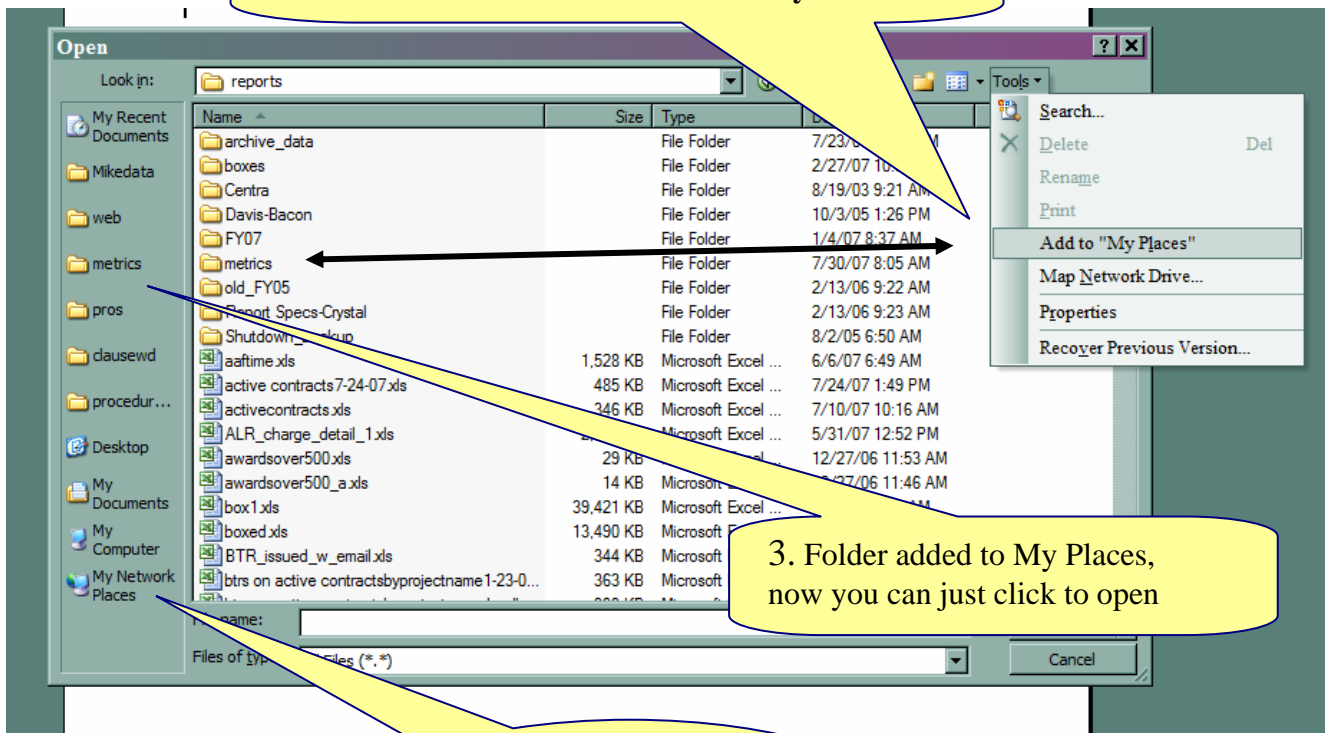 Open
Look in:
reports
Tools
My Recent
Documents
Mikedata
web
metrics
pros
clausewd
procedur...
Desktop
My
Documents
My
Computer
My Network
Places
Name Size Type
archive_data File Folder
boxes File Folder 2/27/07
Centra File Folder 8/19/03 9:21 AM
Davis-Bacon File Folder 10/3/05 1:26 PM
FY07 File Folder 1/4/07 8:37 AM
metrics File Folder 7/30/07 8:05 AM
old_FY05 File Folder 2/13/06 9:22 AM
Report Specs-Crystal File Folder 2/13/06 9:23 AM
File Folder 8/2/05 6:50 AM
aaftime.xls 1,528 KB Microsoft Excel ... 6/6/07 6:49 AM
active contracts7-24-07.xls 485 KB Microsoft Excel ... 7/24/07 1:49 PM
activecontracts.xls 346 KB Microsoft Excel ... 7/10/07 10:16 AM
ALR_charge_detail_1.xls Microsoft Excel ... 5/31/07 12:52 PM
awardsover500.xls 29 KB 12/27/06 11:53 AM
awardsover500_a.xls 14 KB 11:46 AM
box1.xls 39,421 KB Microsoft Excel ...
boxed.xls 13,490 KB Microsoft
BTR_issued_w_email.xls 344 KB Microsoft
btrs on active contractsbyprojectname1-23-0... 363 KB Microsoft
Search...
Delete Del
Rename
Print
Add to "My Places"
Map Network Drive...
Properties
Recover Previous Version...
3. Folder added to My Places,
now you can just click to open
Files of (*.*)
Cancel